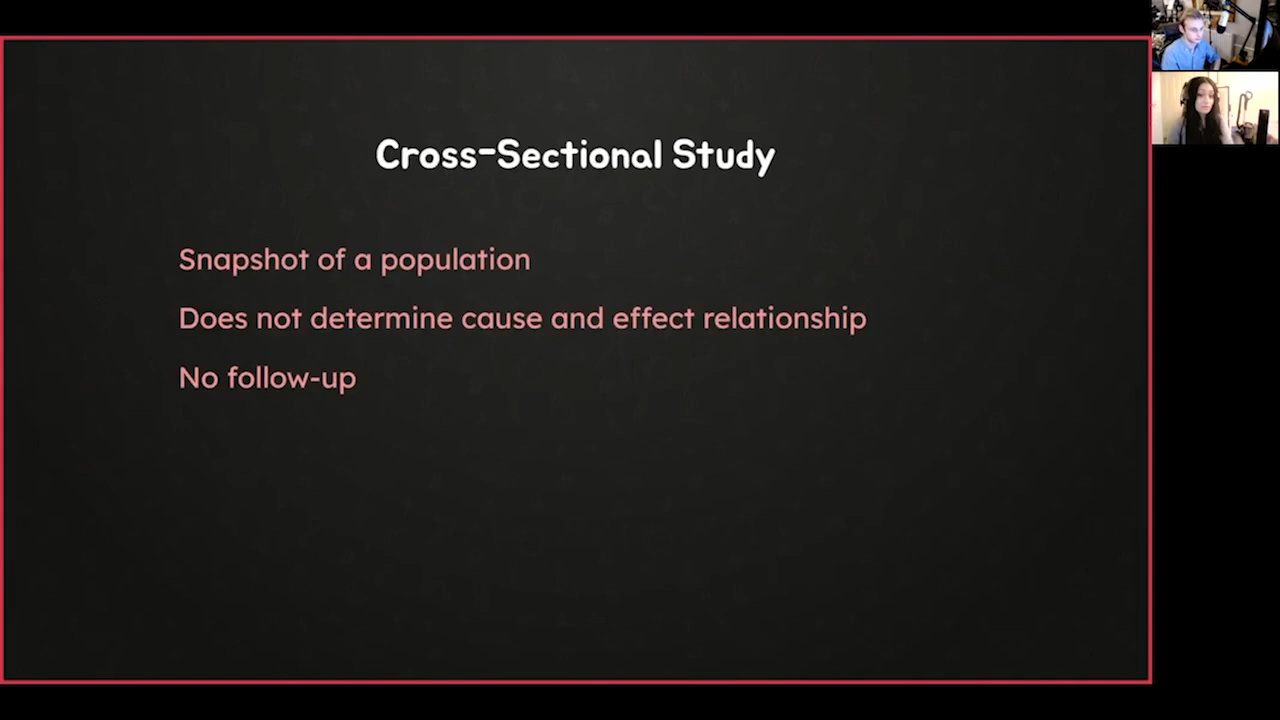 Cross-Sectional Study
Snapshot of a population
Does not determine cause and effect relationship
No follow-up